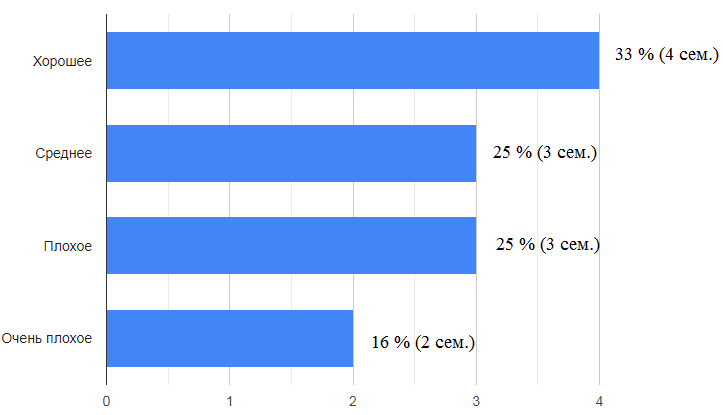 Хорошее 33 % (4 сем.)
Среднее 25 % (3 сем.)
Плохое 25 % (3 сем.)
Очень плохое 16 % (2 сем.)
0 1 2 3 4